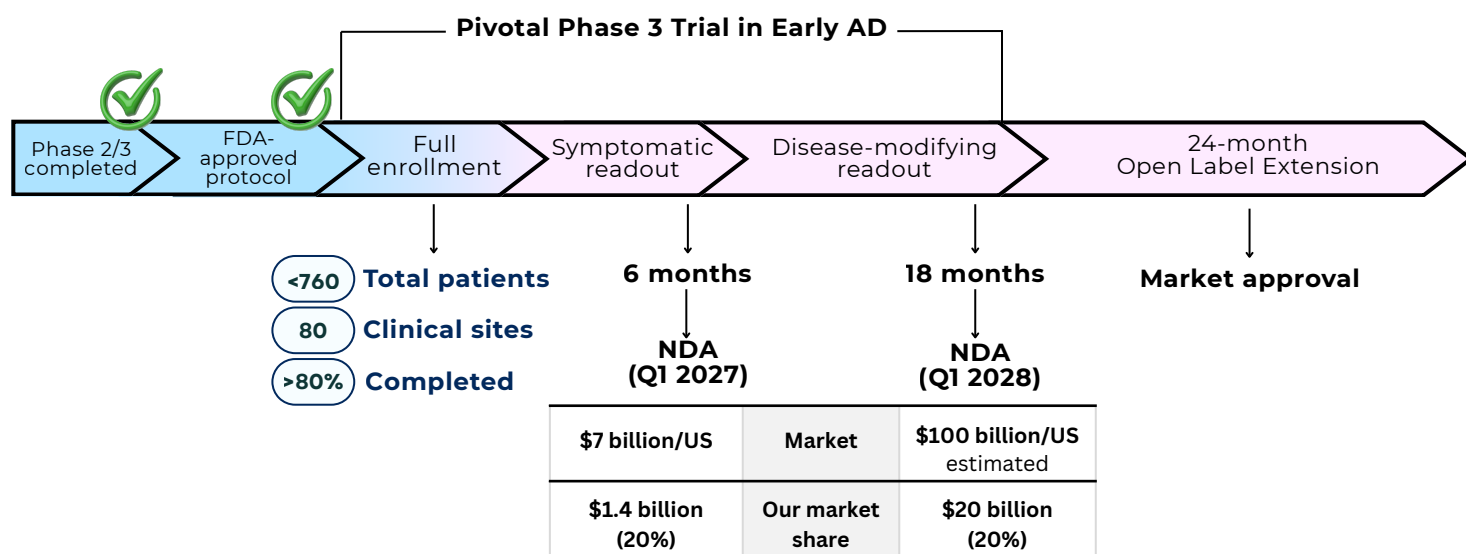 Pivotal Phase 3 Trial in Early AD
Phase 2/3
completed
FDA-
approved
protocol
Full
enrollment
Symptomatic
readout
Disease-modifying
readout
24-month
Open Label Extension
<760 Total patients
80 Clinical sites
>80% Completed
6 months
NDA
(Q1 2027)
18 months
NDA
(Q1 2028)
Market approval
$7 billion/US
Market
$100 billion/US
estimated
$1.4 billion
(20%)
Our market
share
$20 billion
(20%)